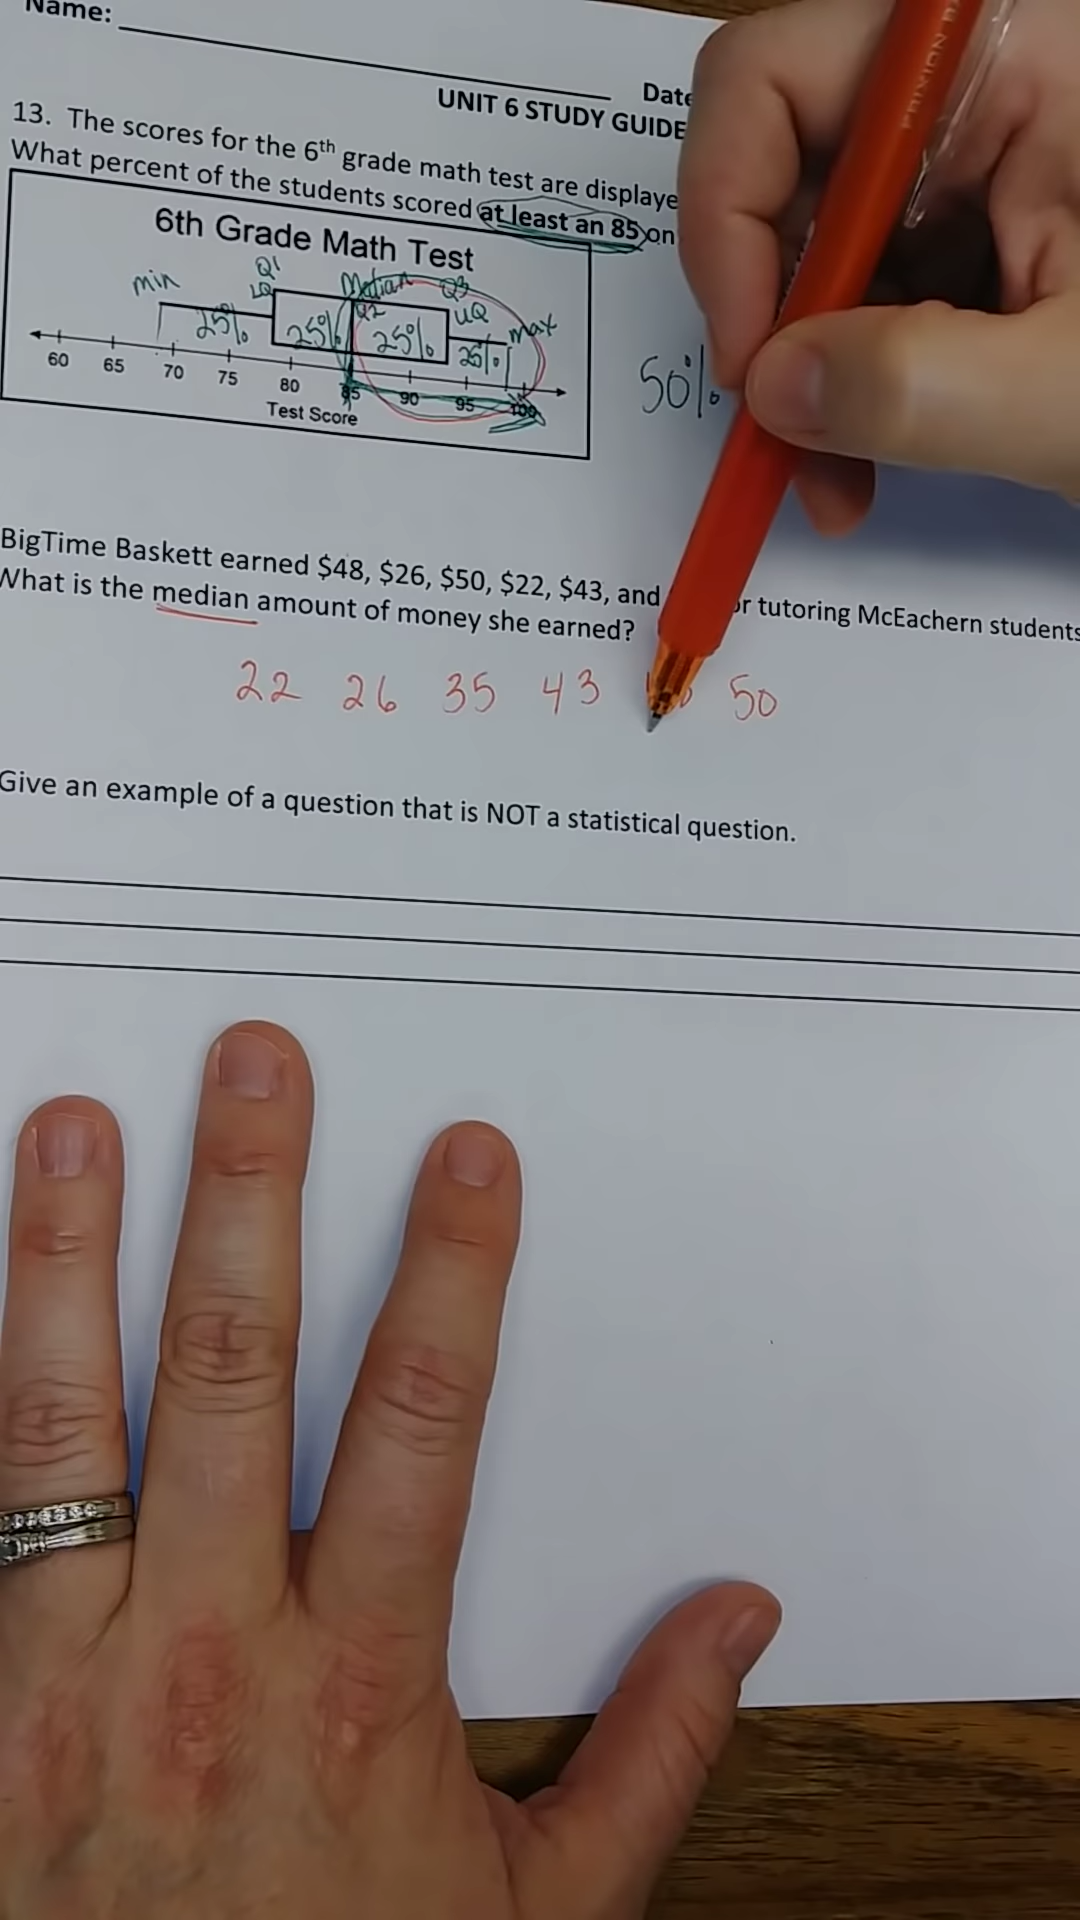 Name:
Date
UNIT 6 STUDY GUIDE
13. The scores for the 6th grade math test are displaye
What percent of the students scored at least an 85 on
6th Grade Math Test
min Q1 LQ Median Q2 Q3 UQ max
25% 25% 25% 25%
60 65 70 75 80 85 90 95 100
Test Score
50%
BigTime Baskett earned $48, $26, $50, $22, $43, and or tutoring McEachern students
What is the median amount of money she earned?
22 26 35 43 50
Give an example of a question that is NOT a statistical question.